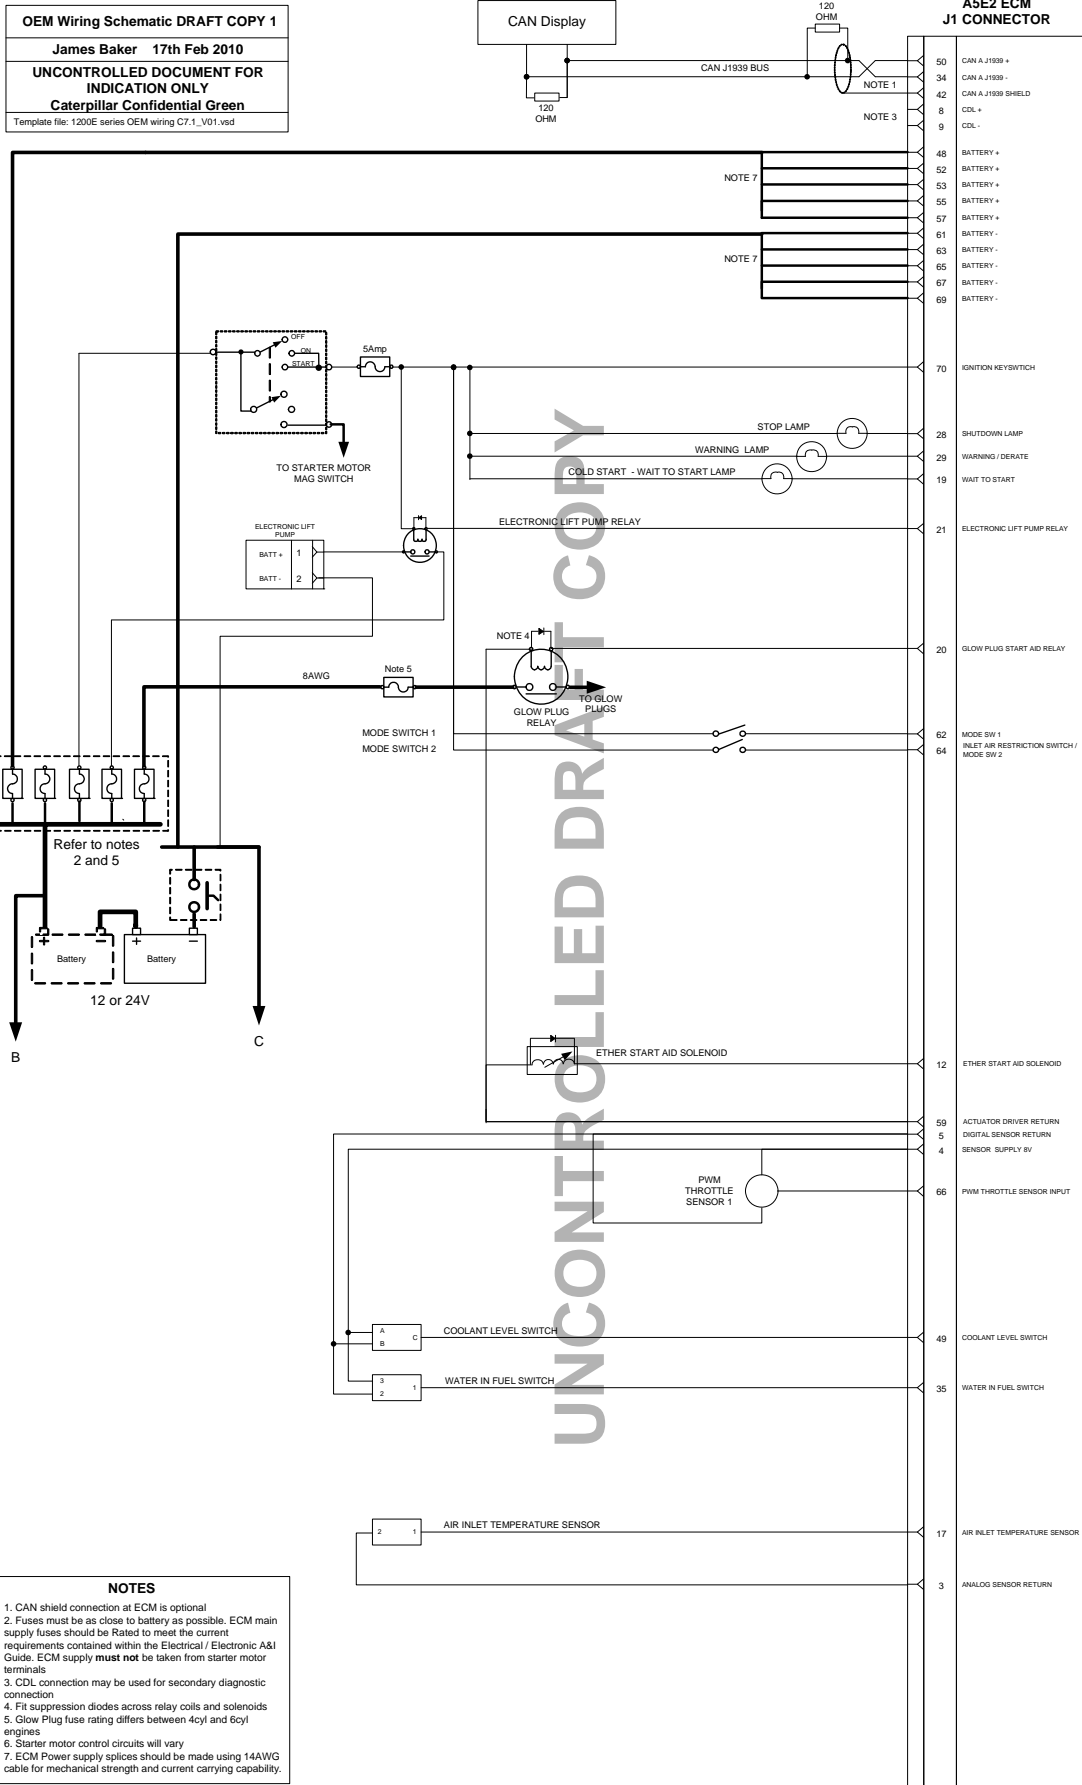 OEM Wiring Schematic DRAFT COPY 1
James Baker 17th Feb 2010
UNCONTROLLED DOCUMENT FOR
INDICATION ONLY
Caterpillar Confidential Green
Template file: 1200E series OEM wiring C7.1_V01.vsd
CAN Display
120
OHM
CAN J1939 BUS
120
OHM
NOTE 1
NOTE 3
A5E2 ECM
J1 CONNECTOR
50 CAN A J1939 +
34 CAN A J1939 -
42 CAN A J1939 SHIELD
8 CDL +
9 CDL -
48 BATTERY +
52 BATTERY +
53 BATTERY +
55 BATTERY +
57 BATTERY +
61 BATTERY -
63 BATTERY -
65 BATTERY -
67 BATTERY -
69 BATTERY -
NOTE 7
NOTE 7
OFF
ON
START
5Amp
70 IGNITION KEYSWTICH
TO STARTER MOTOR
MAG SWITCH
STOP LAMP
28 SHUTDOWN LAMP
WARNING LAMP
29 WARNING / DERATE
COLD START - WAIT TO START LAMP
19 WAIT TO START
ELECTRONIC LIFT
PUMP
BATT + 1
BATT - 2
ELECTRONIC LIFT PUMP RELAY
21 ELECTRONIC LIFT PUMP RELAY
NOTE 4
20 GLOW PLUG START AID RELAY
8AWG
Note 5
TO GLOW
PLUGS
GLOW PLUG
RELAY
MODE SWITCH 1
62 MODE SW 1
MODE SWITCH 2
64 INLET AIR RESTRICTION SWITCH /
MODE SW 2
Refer to notes
2 and 5
+ − + −
Battery Battery
12 or 24V
B
C
ETHER START AID SOLENOID
12 ETHER START AID SOLENOID
59 ACTUATOR DRIVER RETURN
5 DIGITAL SENSOR RETURN
4 SENSOR SUPPLY 8V
PWM
THROTTLE
SENSOR 1
66 PWM THROTTLE SENSOR INPUT
A
B
C
COOLANT LEVEL SWITCH
49 COOLANT LEVEL SWITCH
3
2
1
WATER IN FUEL SWITCH
35 WATER IN FUEL SWITCH
2 1
AIR INLET TEMPERATURE SENSOR
17 AIR INLET TEMPERATURE SENSOR
3 ANALOG SENSOR RETURN
UNCONTROLLED DRAFT COPY
NOTES
1. CAN shield connection at ECM is optional
2. Fuses must be as close to battery as possible. ECM main
supply fuses should be Rated to meet the current
requirements contained within the Electrical / Electronic A&I
Guide. ECM supply must not be taken from starter motor
terminals
3. CDL connection may be used for secondary diagnostic
connection
4. Fit suppression diodes across relay coils and solenoids
5. Glow Plug fuse rating differs between 4cyl and 6cyl
engines
6. Starter motor control circuits will vary
7. ECM Power supply splices should be made using 14AWG
cable for mechanical strength and current carrying capability.